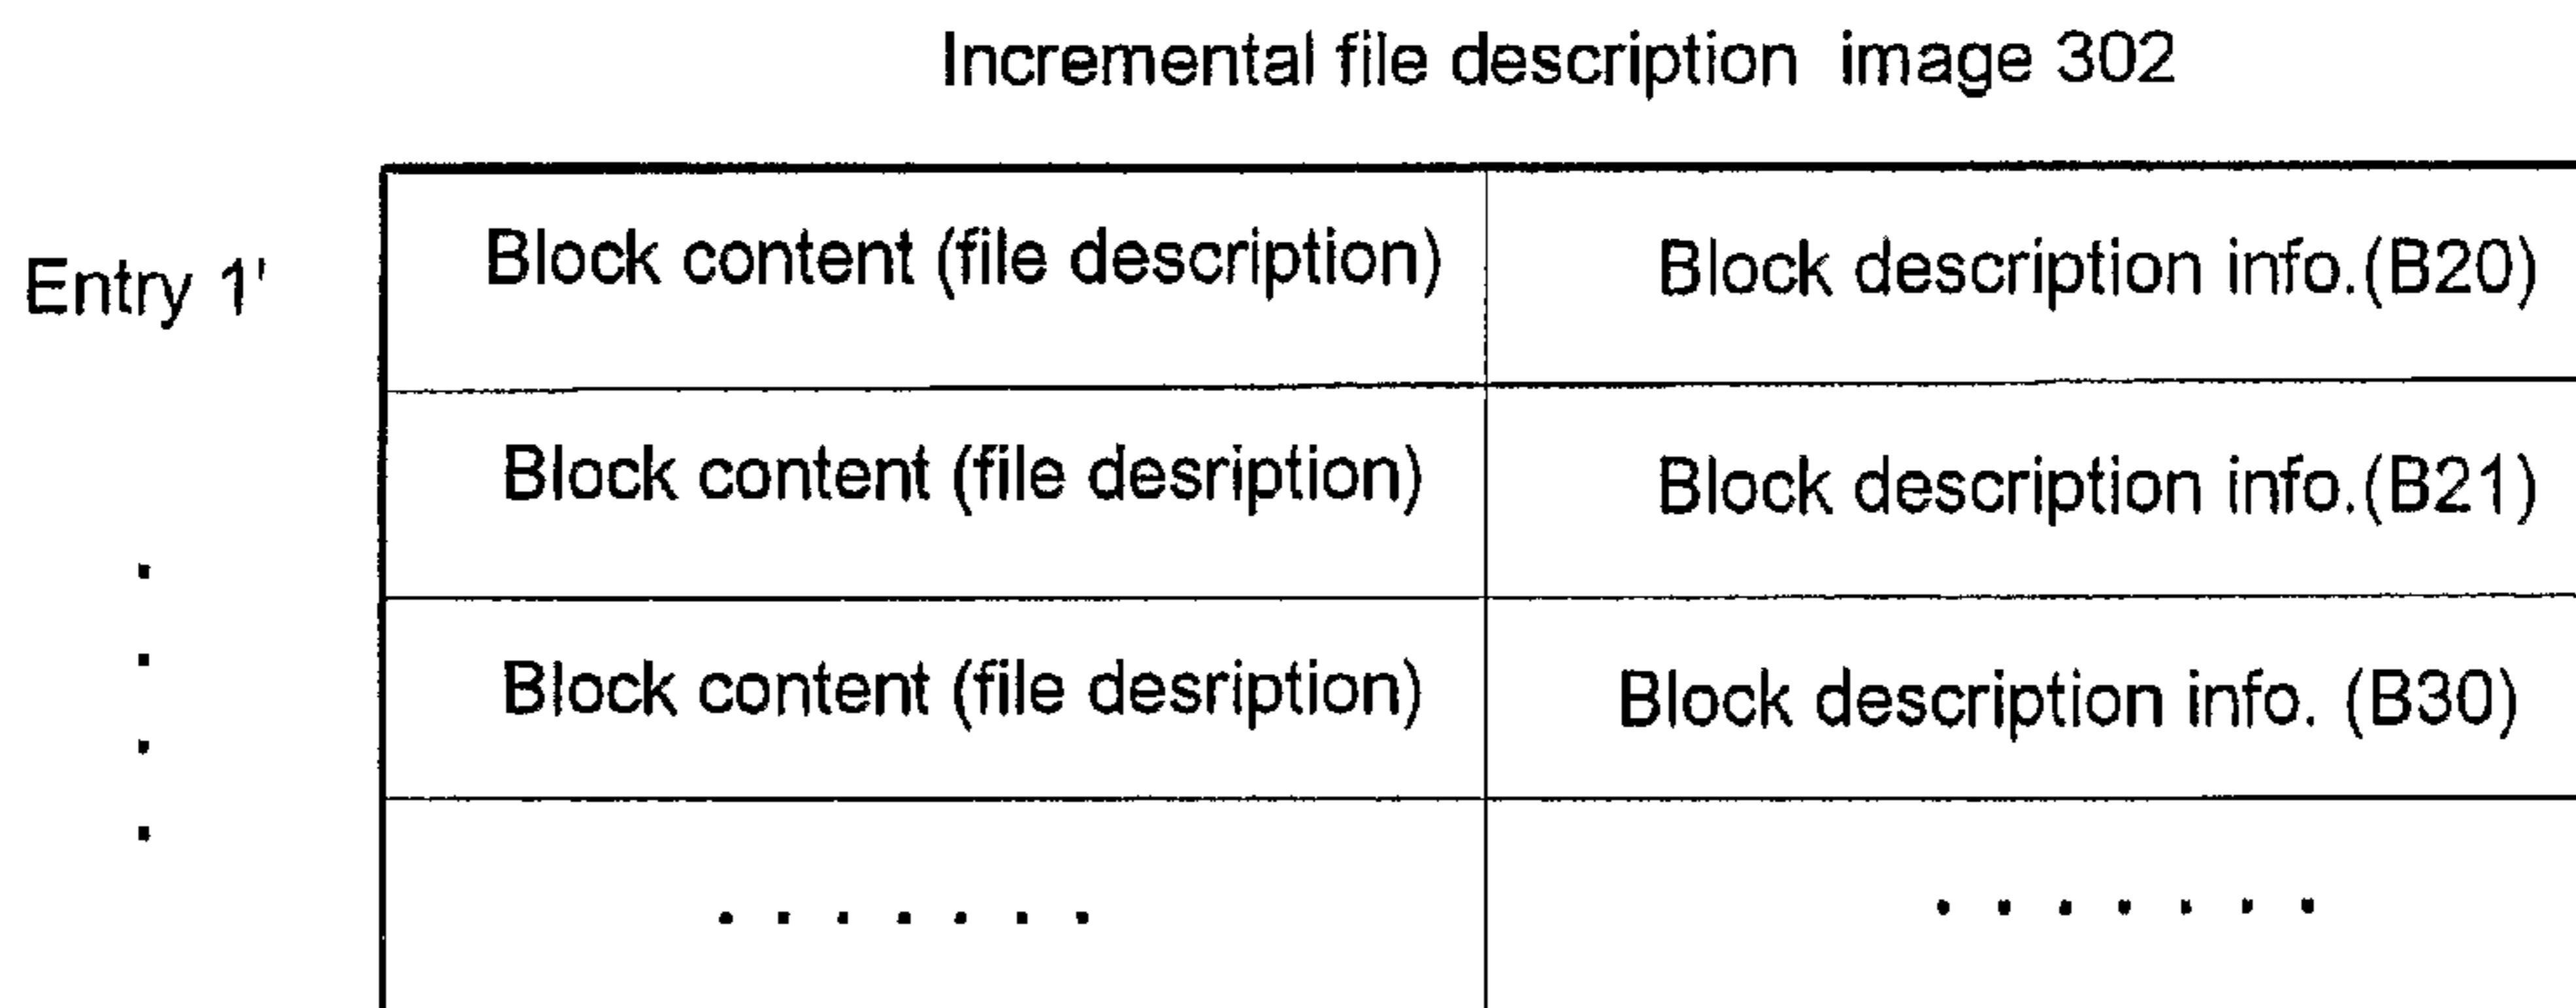 Incremental file description image 302
Entry 1' Block content (file description) Block description info.(B20)
Block content (file desription) Block description info.(B21)
Block content (file desription) Block description info. (B30)
. . . . . . . . . . . . . .